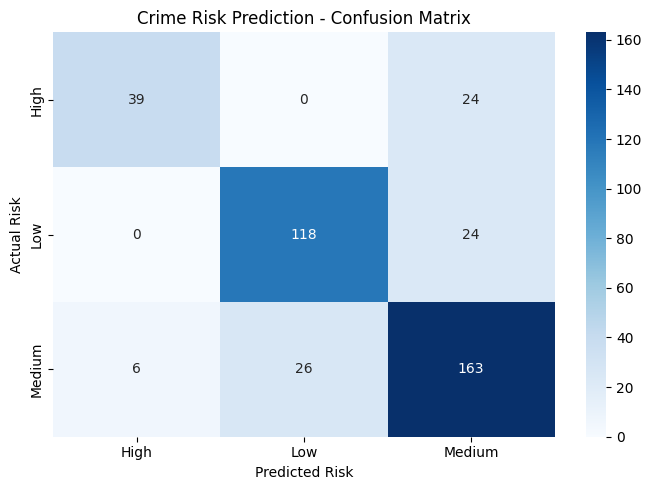 Crime Risk Prediction - Confusion Matrix
High 39 0 24
Low 0 118 24
Medium 6 26 163
High Low Medium
Predicted Risk
Actual Risk
160
140
120
100
80
60
40
20
0